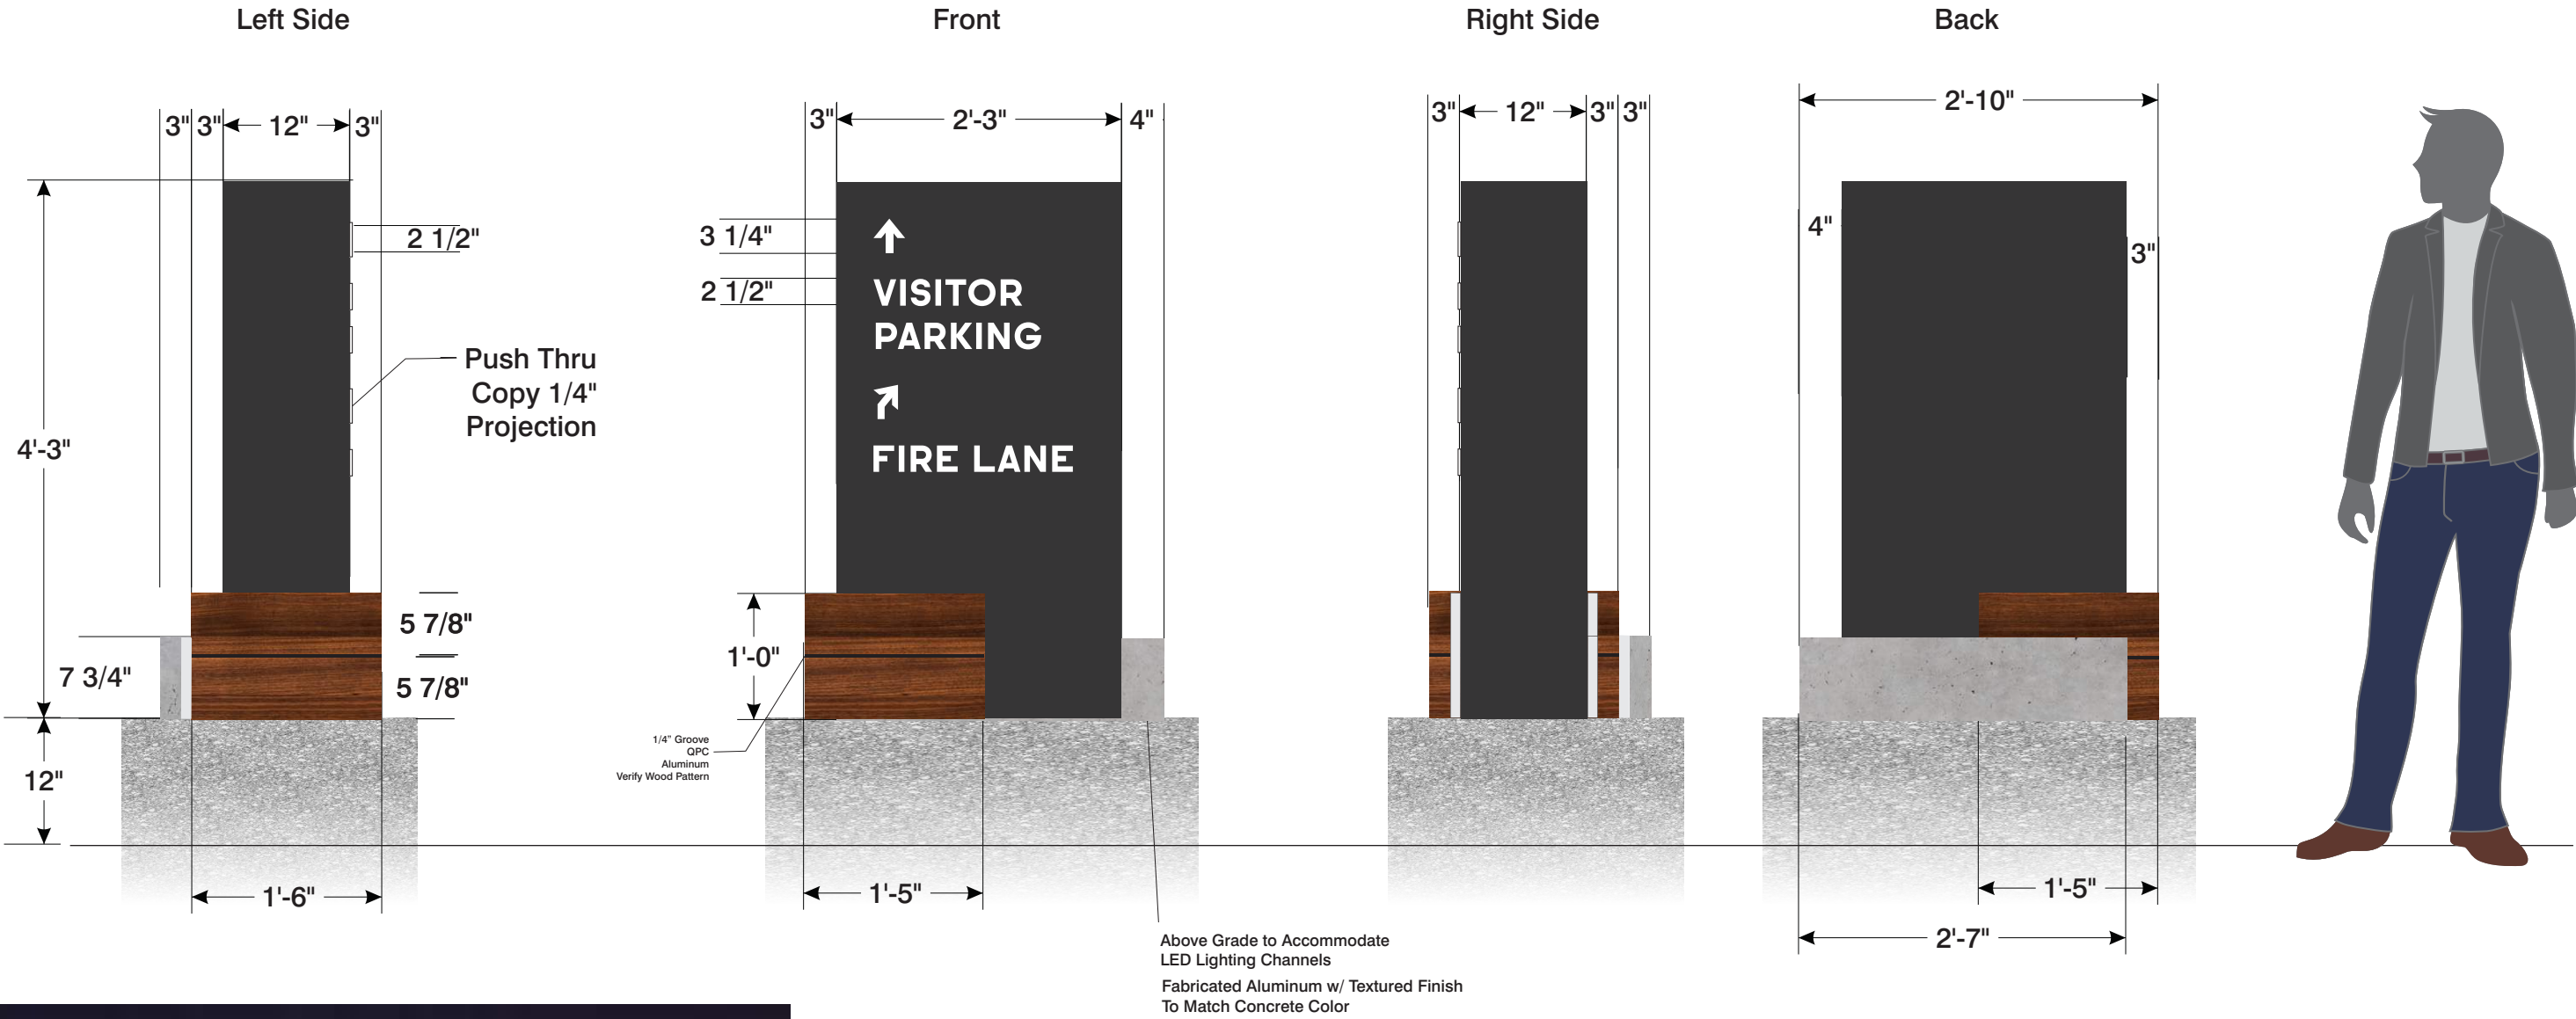 Left Side
Front
Right Side
Back
3" 3" 12" 3"
2 1/2"
Push Thru
Copy 1/4"
Projection
4'-3"
5 7/8"
7 3/4"
5 7/8"
12"
1'-6"
3" 2'-3" 4"
3 1/4"
2 1/2"
VISITOR
PARKING
FIRE LANE
1'-0"
1/4" Groove
QPC
Aluminum
Verify Wood Pattern
1'-5"
Above Grade to Accommodate
LED Lighting Channels
Fabricated Aluminum w/ Textured Finish
To Match Concrete Color
3" 12" 3" 3"
2'-10"
4"
3"
1'-5"
2'-7"